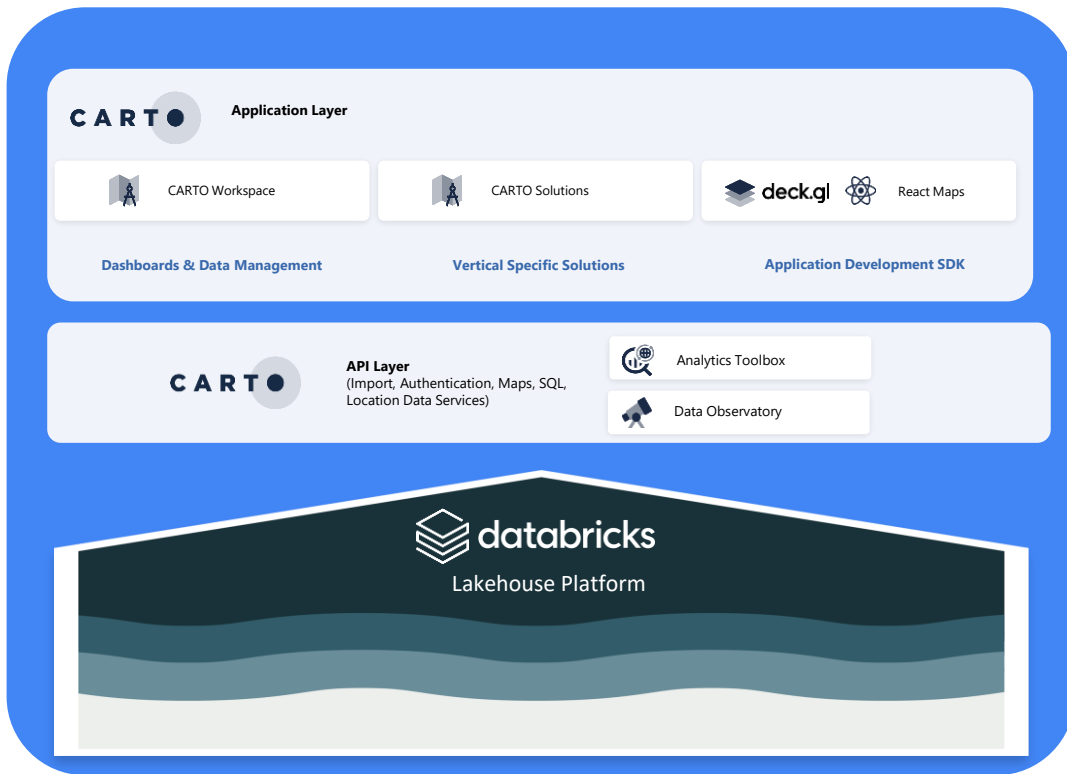 CARTO
Application Layer
CARTO Workspace
CARTO Solutions
deck.gl
React Maps
Dashboards & Data Management
Vertical Specific Solutions
Application Development SDK
CARTO
API Layer
(Import, Authentication, Maps, SQL,
Location Data Services)
Analytics Toolbox
Data Observatory
databricks
Lakehouse Platform